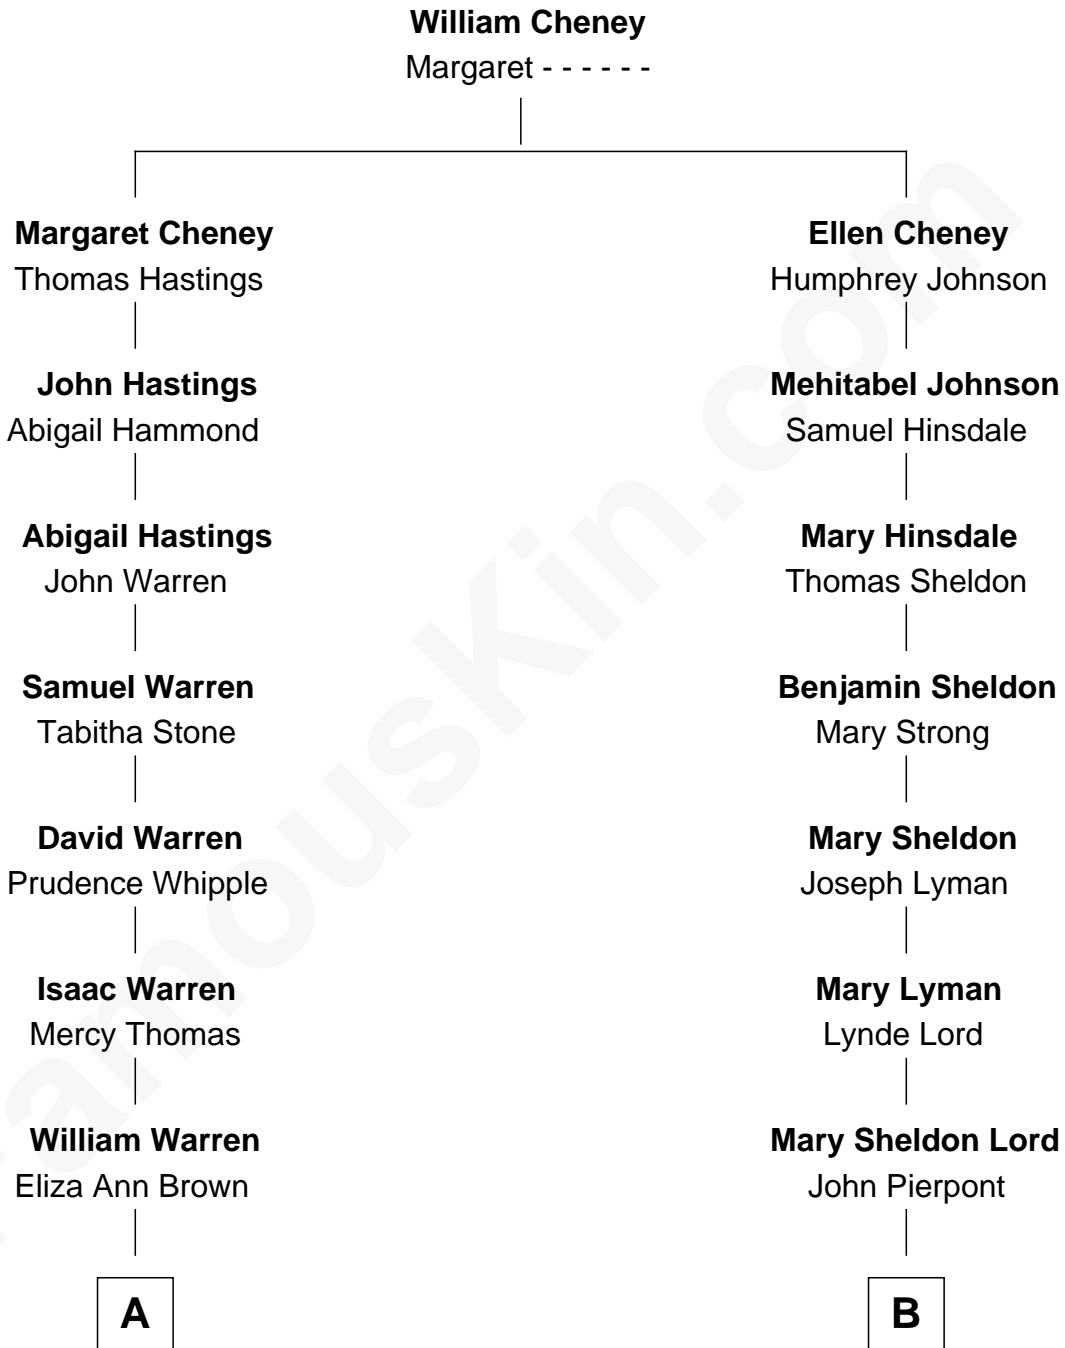 William Cheney
Margaret - - - - - -
Margaret Cheney
Thomas Hastings
Ellen Cheney
Humphrey Johnson
John Hastings
Abigail Hammond
Mehitabel Johnson
Samuel Hinsdale
Abigail Hastings
John Warren
Mary Hinsdale
Thomas Sheldon
Samuel Warren
Tabitha Stone
Benjamin Sheldon
Mary Strong
David Warren
Prudence Whipple
Mary Sheldon
Joseph Lyman
Isaac Warren
Mercy Thomas
Mary Lyman
Lynde Lord
William Warren
Eliza Ann Brown
Mary Sheldon Lord
John Pierpont
A
B
FamousKin.com